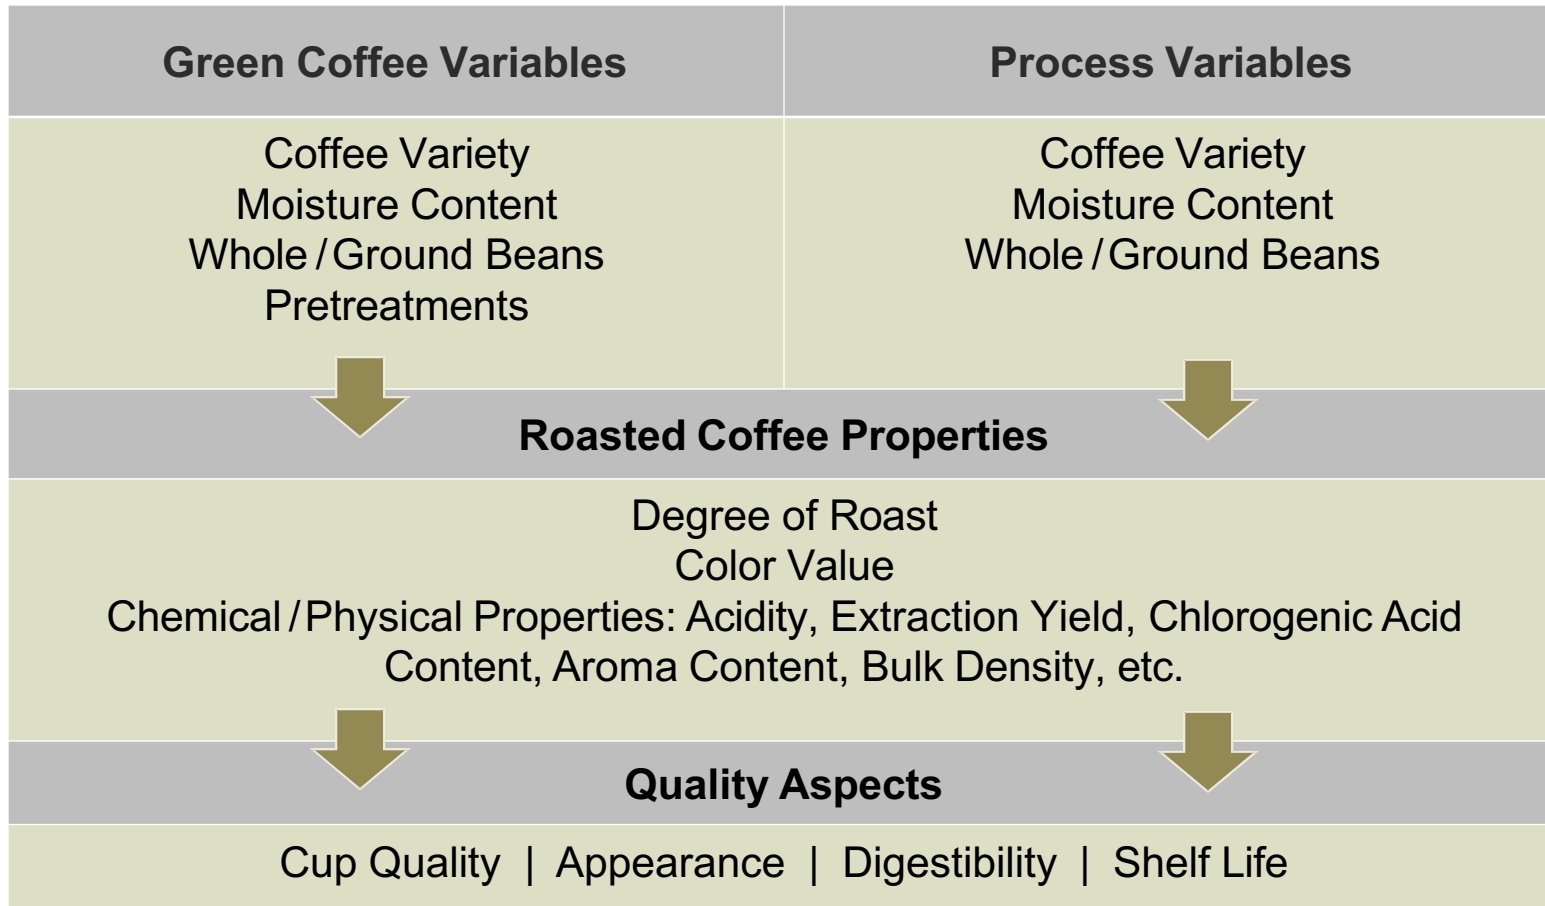 Green Coffee Variables
Process Variables
Coffee Variety
Moisture Content
Whole / Ground Beans
Pretreatments
Coffee Variety
Moisture Content
Whole / Ground Beans
Roasted Coffee Properties
Degree of Roast
Color Value
Chemical / Physical Properties: Acidity, Extraction Yield, Chlorogenic Acid
Content, Aroma Content, Bulk Density, etc.
Quality Aspects
Cup Quality | Appearance | Digestibility | Shelf Life